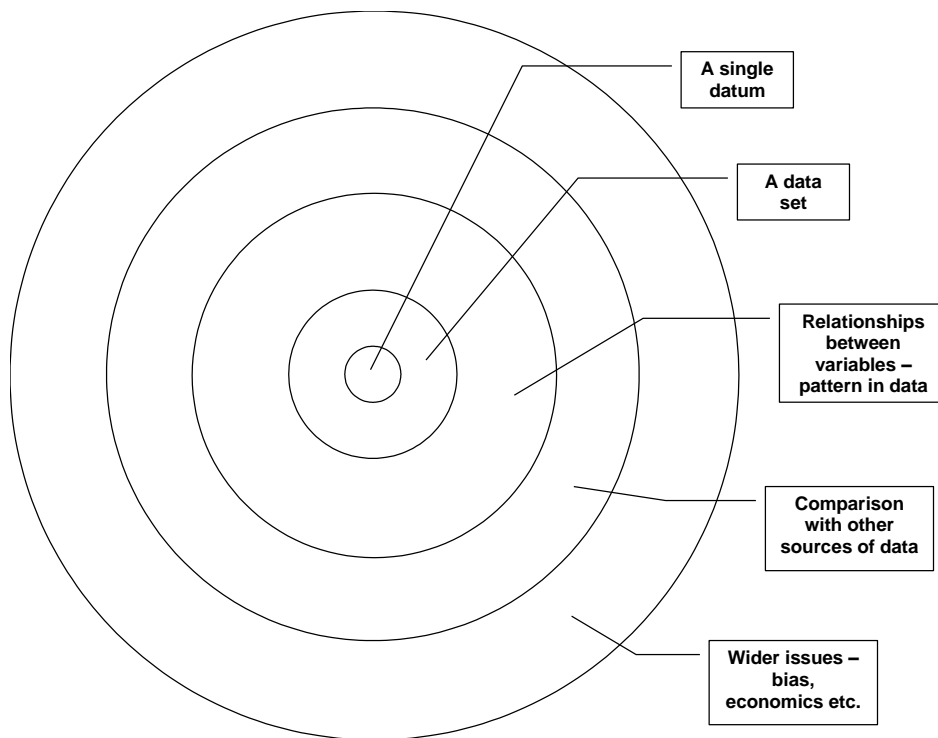 A single
datum
A data
set
Relationships
between
variables –
pattern in data
Comparison
with other
sources of data
Wider issues –
bias,
economics etc.